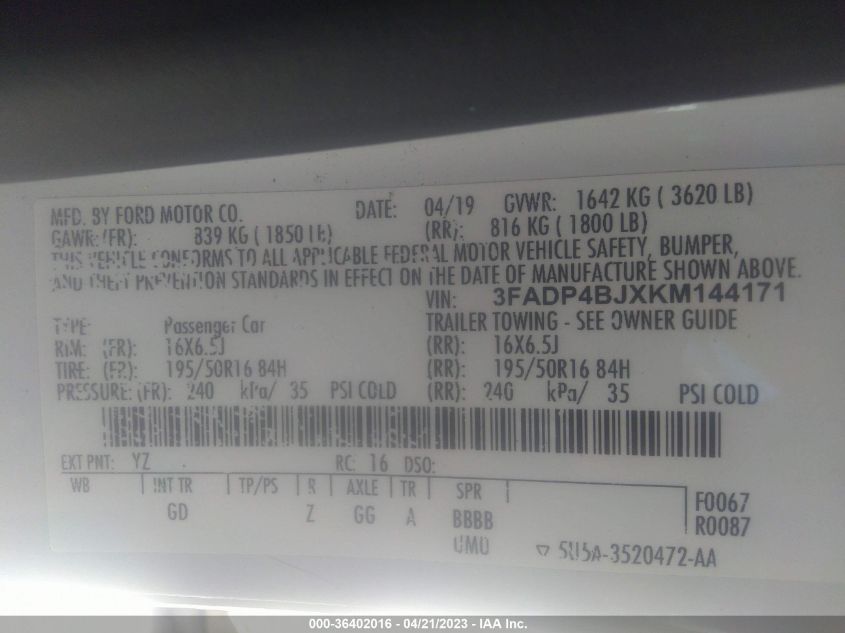 MFD. BY FORD MOTOR CO. DATE: 04/19 GVWR: 1642 KG ( 3620 LB)
GAWR: (FR): 839 KG ( 1850 LB) (RR): 816 KG ( 1800 LB)
THIS VEHICLE CONFORMS TO ALL APPLICABLE FEDERAL MOTOR VEHICLE SAFETY, BUMPER,
AND THEFT PREVENTION STANDARDS IN EFFECT ON THE DATE OF MANUFACTURE SHOWN ABOVE.
VIN: 3FADP4BJXKM144171
TYPE: Passenger Car TRAILER TOWING - SEE OWNER GUIDE
RIM: (FR): 16X6.5J (RR): 16X6.5J
TIRE: (FR): 195/50R16 84H (RR): 195/50R16 84H
PRESSURE: (FR): 240 kPa/ 35 PSI COLD (RR): 240 kPa/ 35 PSI COLD
EXT PNT: YZ RC: 16 DSO:
WB INT TR TP/PS R AXLE TR SPR F0067
GD Z GG A BBBB R0087
UMU ▽ 5U5A-3520472-AA
000-36402016 - 04/21/2023 - IAA Inc.